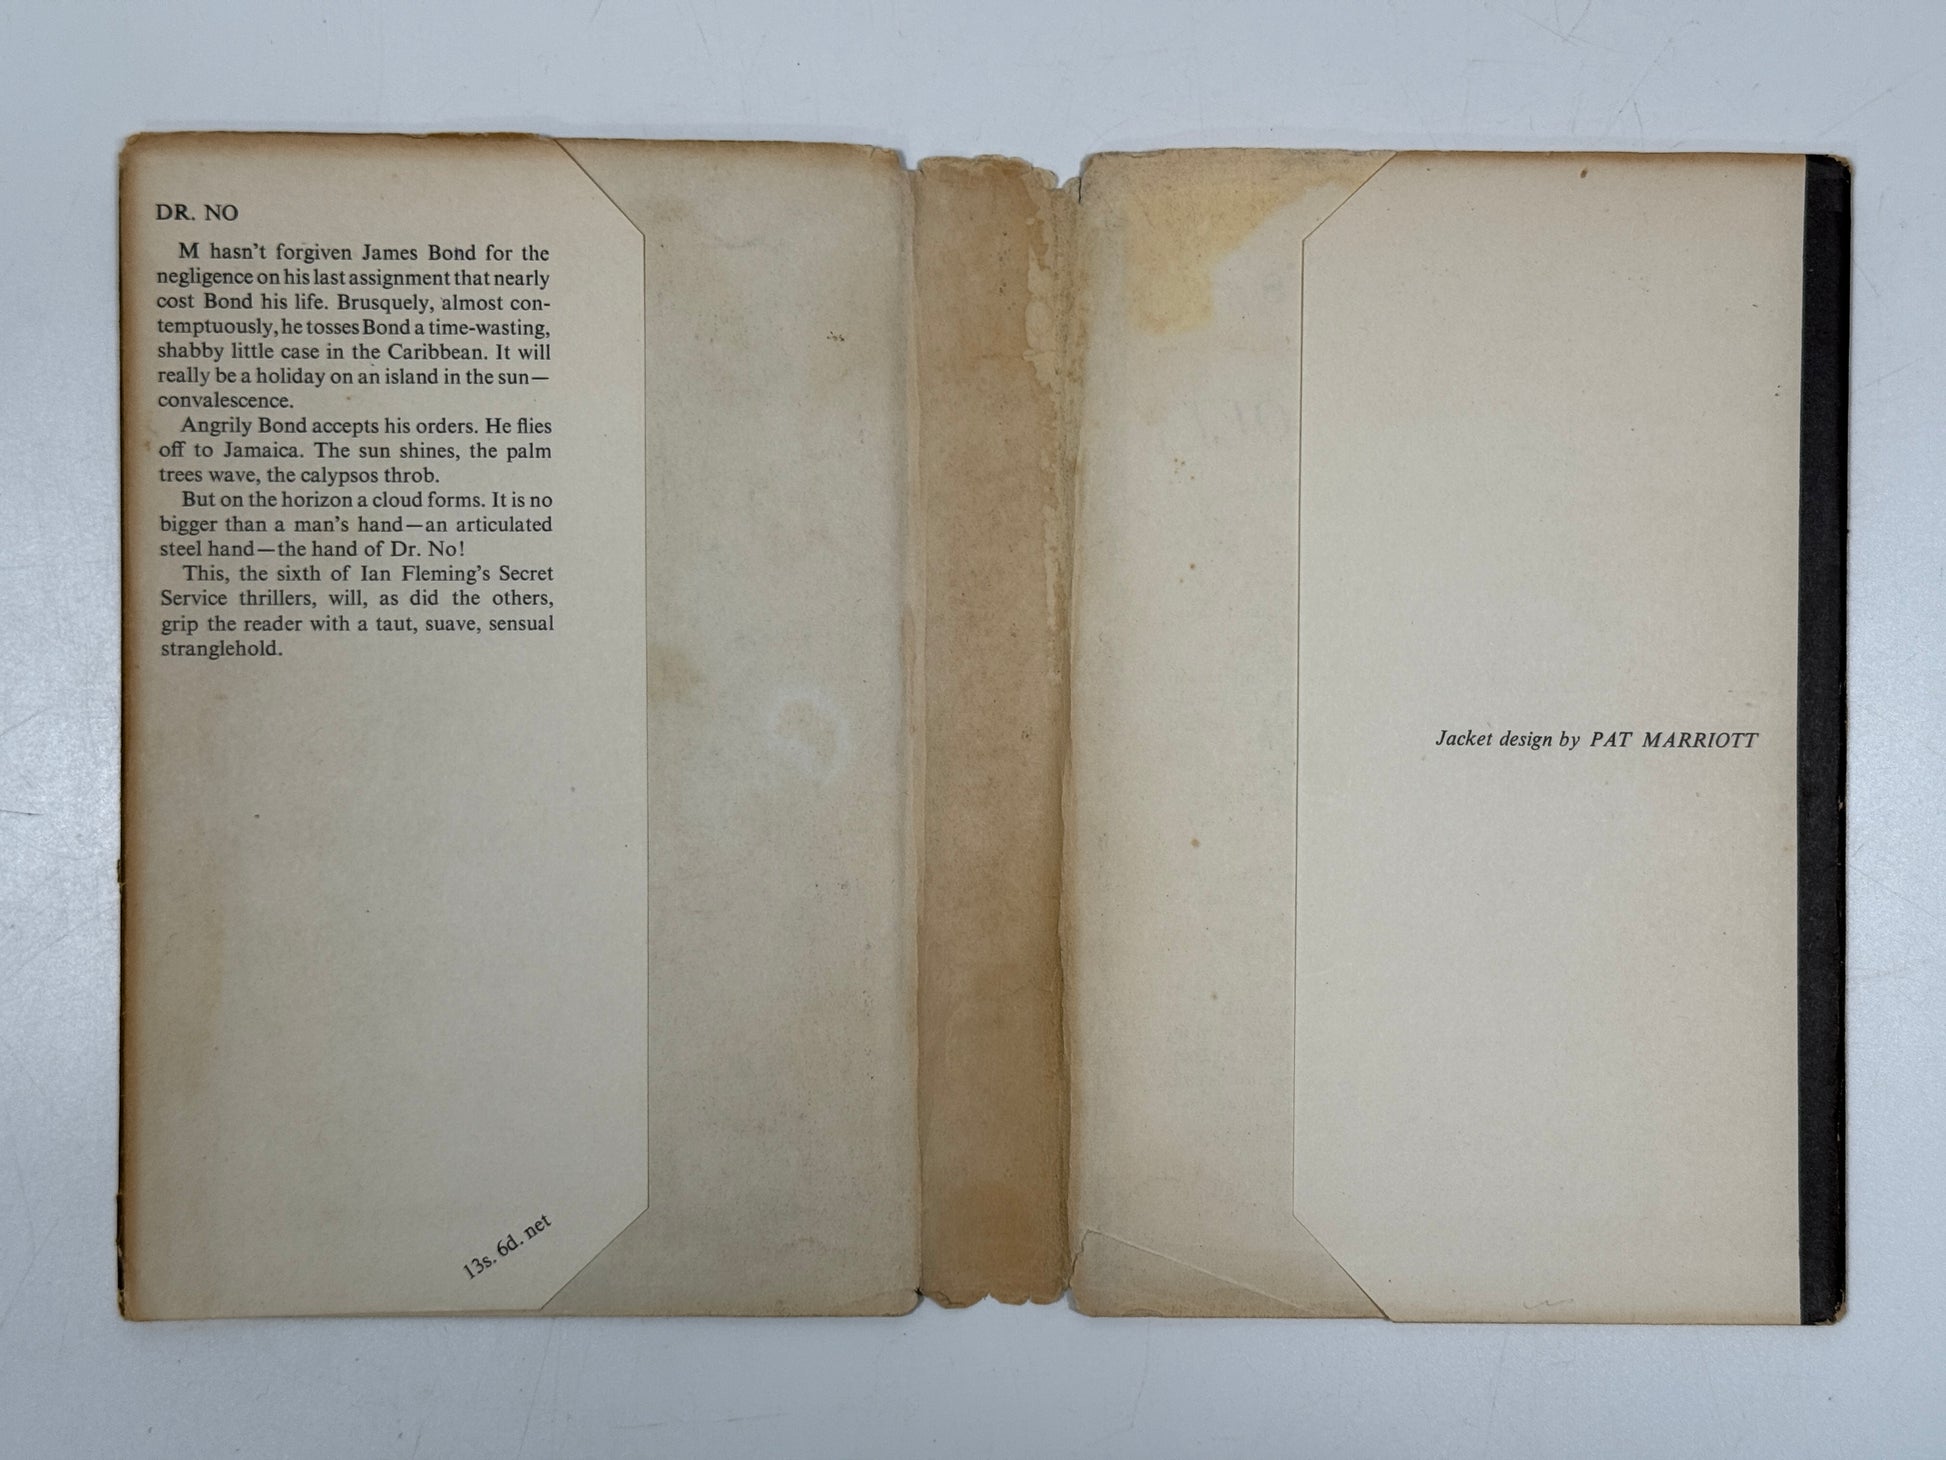 DR. NO
M hasn't forgiven James Bond for the
negligence on his last assignment that nearly
cost Bond his life. Brusquely, almost con-
temptuously, he tosses Bond a time-wasting,
shabby little case in the Caribbean. It will
really be a holiday on an island in the sun—
convalescence.
Angrily Bond accepts his orders. He flies
off to Jamaica. The sun shines, the palm
trees wave, the calypsos throb.
But on the horizon a cloud forms. It is no
bigger than a man's hand—an articulated
steel hand—the hand of Dr. No!
This, the sixth of Ian Fleming's Secret
Service thrillers, will, as did the others,
grip the reader with a taut, suave, sensual
stranglehold.
13s. 6d. net
Jacket design by PAT MARRIOTT